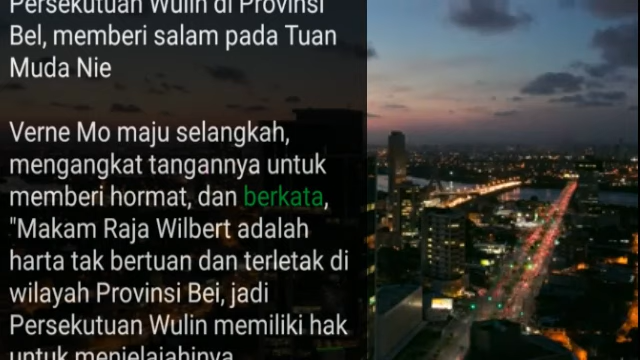 Persekutuan Wulin di Provinsi
Bel, memberi salam pada Tuan
Muda Nie
Verne Mo maju selangkah,
mengangkat tangannya untuk
memberi hormat, dan berkata,
"Makam Raja Wilbert adalah
harta tak bertuan dan terletak di
wilayah Provinsi Bei, jadi
Persekutuan Wulin memiliki hak
untuk menjelajahinya